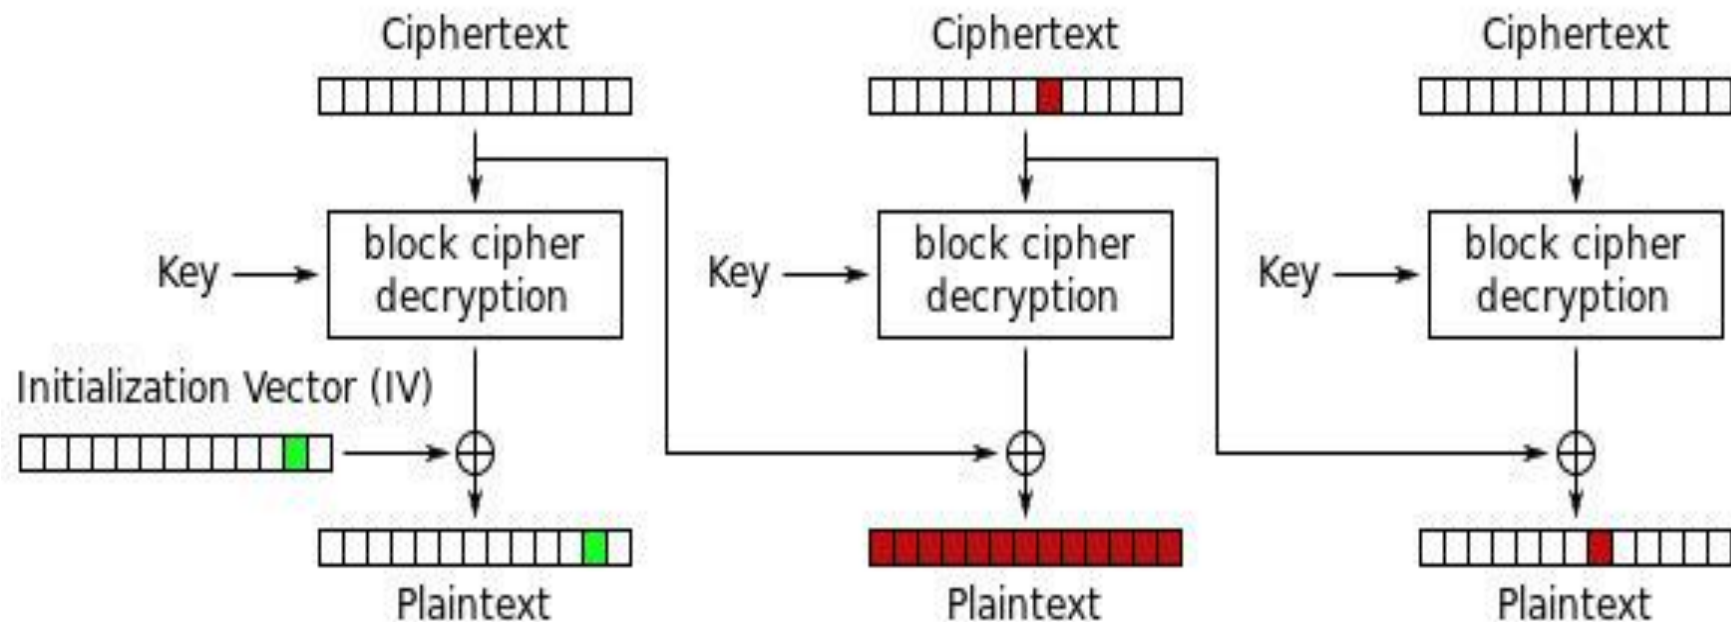 Ciphertext
Ciphertext
Ciphertext
Key
block cipher
decryption
Key
block cipher
decryption
Key
block cipher
decryption
Initialization Vector (IV)
Plaintext
Plaintext
Plaintext